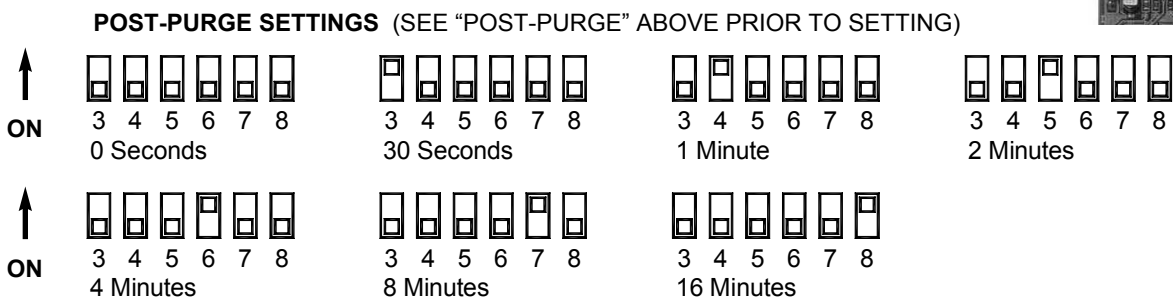 POST-PURGE SETTINGS (SEE “POST-PURGE” ABOVE PRIOR TO SETTING)
ON
3 4 5 6 7 8
3 4 5 6 7 8
3 4 5 6 7 8
3 4 5 6 7 8
0 Seconds
30 Seconds
1 Minute
2 Minutes
ON
3 4 5 6 7 8
3 4 5 6 7 8
3 4 5 6 7 8
4 Minutes
8 Minutes
16 Minutes